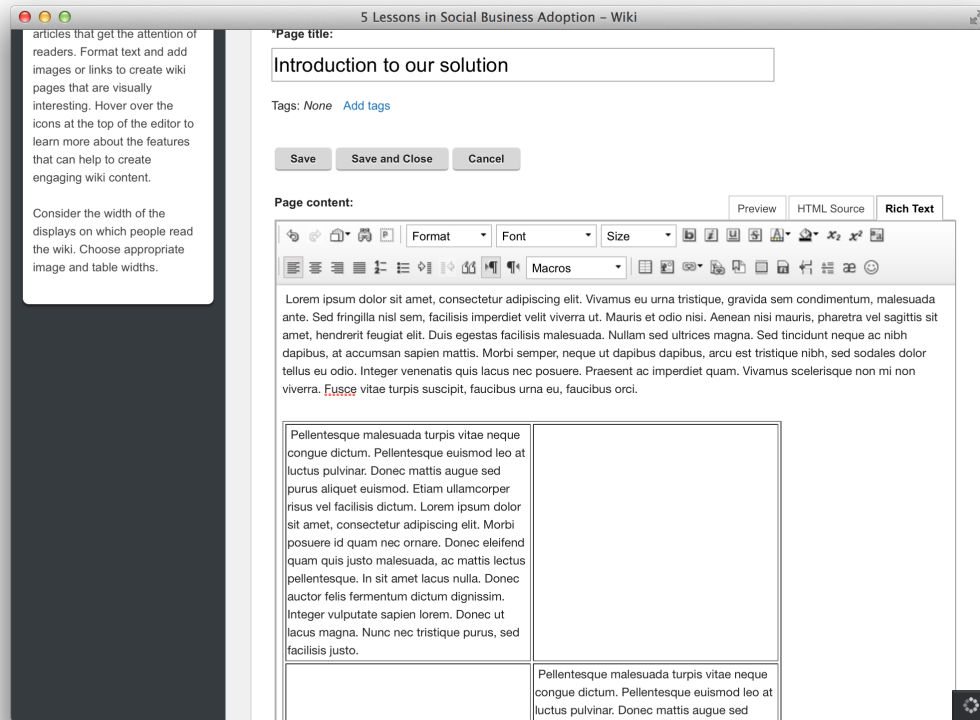 5 Lessons in Social Business Adoption – Wiki
articles that get the attention of
readers. Format text and add
images or links to create wiki
pages that are visually
interesting. Hover over the
icons at the top of the editor to
learn more about the features
that can help to create
engaging wiki content.
Consider the width of the
displays on which people read
the wiki. Choose appropriate
image and table widths.
*Page title:
Introduction to our solution
Tags: None Add tags
Save Save and Close Cancel
Page content:
Preview HTML Source Rich Text
Format Font Size
Macros
Lorem ipsum dolor sit amet, consectetur adipiscing elit. Vivamus eu urna tristique, gravida sem condimentum, malesuada
ante. Sed fringilla nisl sem, facilisis imperdiet velit viverra ut. Mauris et odio nisi. Aenean nisi mauris, pharetra vel sagittis sit
amet, hendrerit feugiat elit. Duis egestas facilisis malesuada. Nullam sed ultrices magna. Sed tincidunt neque ac nibh
dapibus, at accumsan sapien mattis. Morbi semper, neque ut dapibus dapibus, arcu est tristique nibh, sed sodales dolor
tellus eu odio. Integer venenatis quis lacus nec posuere. Praesent ac imperdiet quam. Vivamus scelerisque non mi non
viverra. Fusce vitae turpis suscipit, faucibus urna eu, faucibus orci.
Pellentesque malesuada turpis vitae neque
congue dictum. Pellentesque euismod leo at
luctus pulvinar. Donec mattis augue sed
purus aliquet euismod. Etiam ullamcorper
risus vel facilisis dictum. Lorem ipsum dolor
sit amet, consectetur adipiscing elit. Morbi
posuere id quam nec ornare. Donec eleifend
quam quis justo malesuada, ac mattis lectus
pellentesque. In sit amet lacus nulla. Donec
auctor felis fermentum dictum dignissim.
Integer vulputate sapien lorem. Donec ut
lacus magna. Nunc nec tristique purus, sed
facilisis justo.
Pellentesque malesuada turpis vitae neque
congue dictum. Pellentesque euismod leo at
luctus pulvinar. Donec mattis augue sed